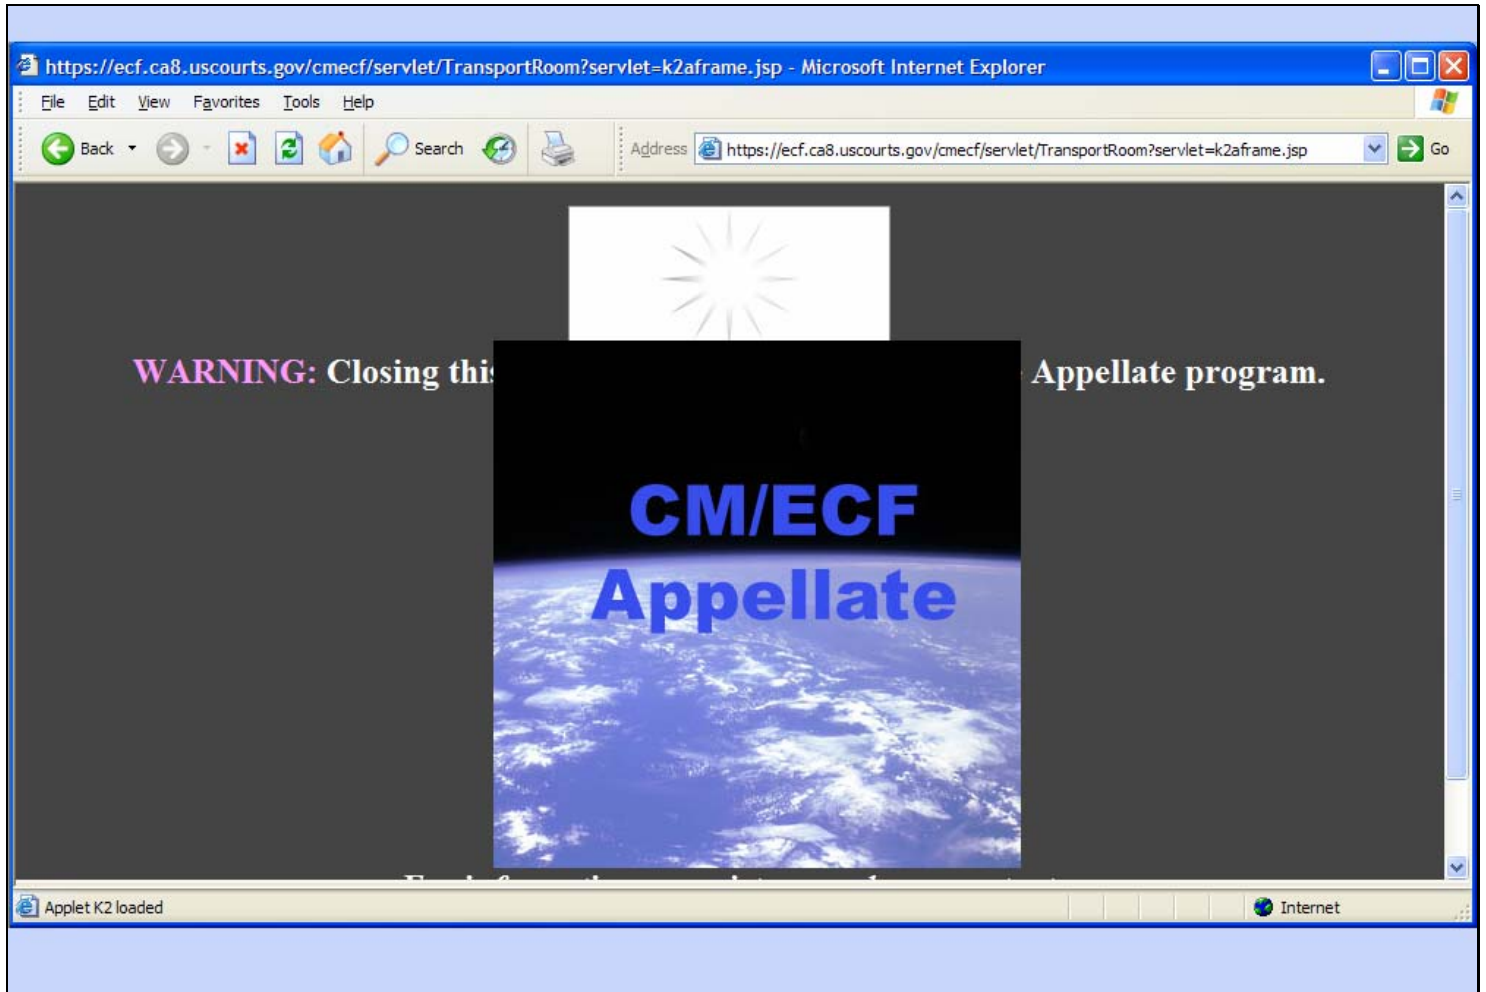 https://ecf.ca8.uscourts.gov/cmecf/servlet/TransportRoom?servlet=k2aframe.jsp - Microsoft Internet Explorer
File Edit View Favorites Tools Help
Back Search Address https://ecf.ca8.uscourts.gov/cmecf/servlet/TransportRoom?servlet=k2aframe.jsp Go
WARNING: Closing this Appellate program.
CM/ECF
Appellate
Applet K2 loaded Internet